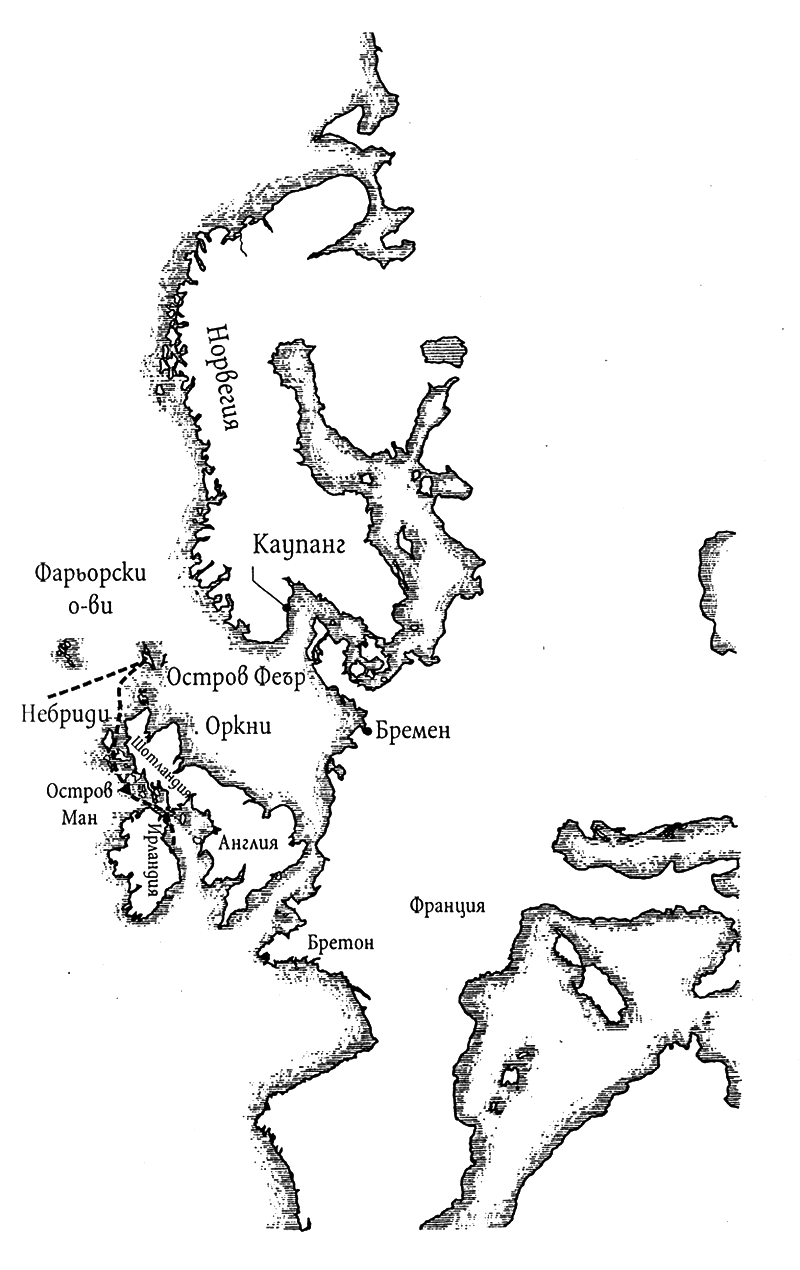 Норвегия
Каупанг
Фарьорски
о-ви
Остров Феър
Небриди
Оркни
Бремен
Шотландия
Остров
Ман
Ирландия
Англия
Франция
Бретон